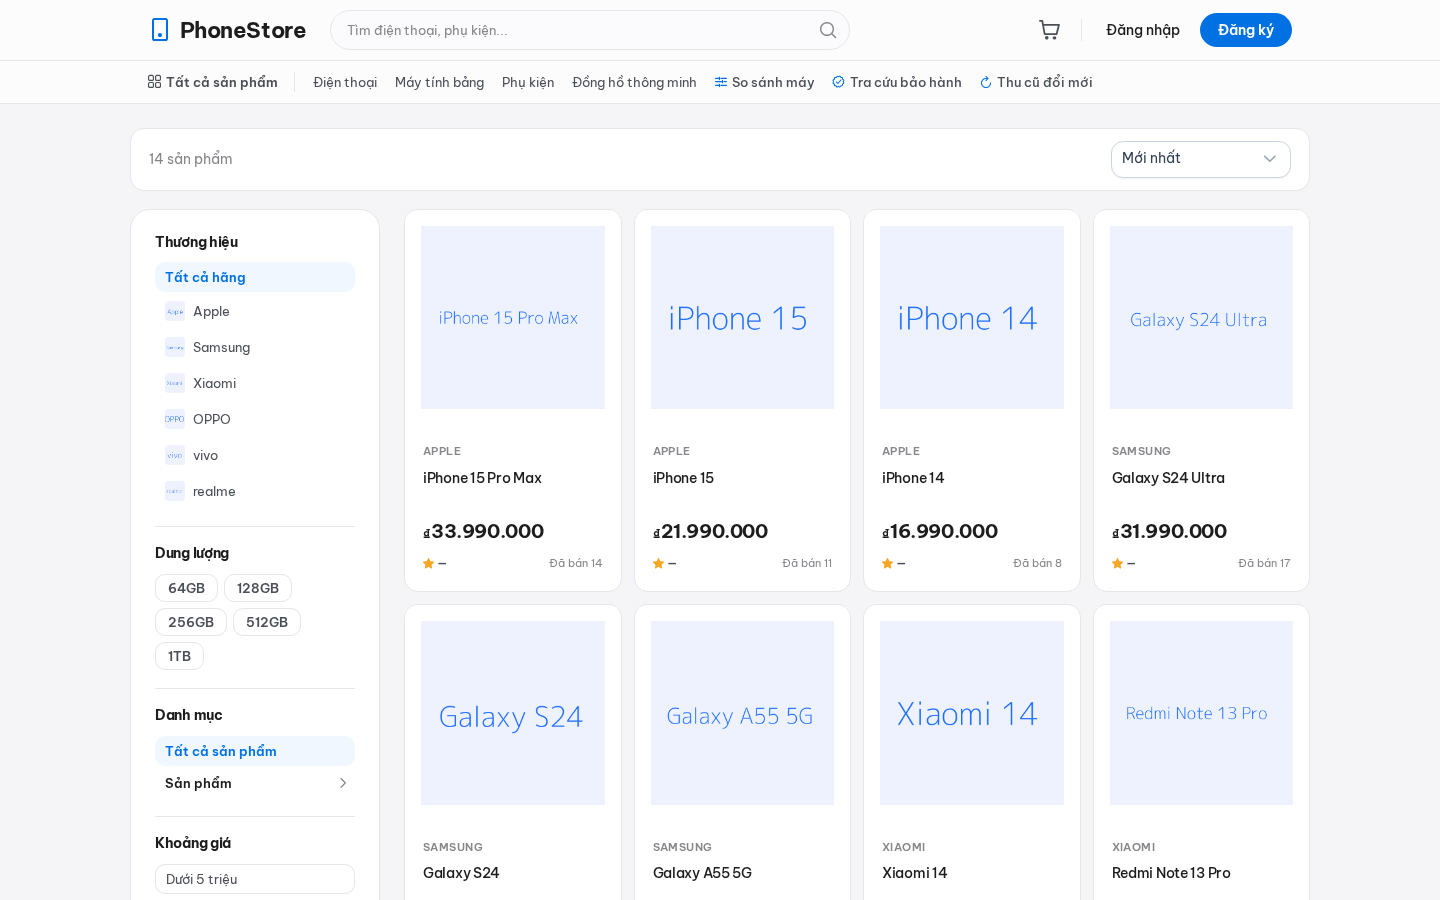 PhoneStore
Tìm điện thoại, phụ kiện...
Đăng nhập
Đăng ký
Tất cả sản phẩm
Điện thoại
Máy tính bảng
Phụ kiện
Đồng hồ thông minh
So sánh máy
Tra cứu bảo hành
Thu cũ đổi mới
14 sản phẩm
Mới nhất
Thương hiệu
Tất cả hãng
Apple Apple
Samsung
Xiaomi Xiaomi
OPPO OPPO
vivo vivo
realme
Dung lượng
64GB 128GB
256GB 512GB
1TB
Danh mục
Tất cả sản phẩm
Sản phẩm
Khoảng giá
Dưới 5 triệu
iPhone 15 Pro Max
APPLE
iPhone 15 Pro Max
₫33.990.000
– Đã bán 14
iPhone 15
APPLE
iPhone 15
₫21.990.000
– Đã bán 11
iPhone 14
APPLE
iPhone 14
₫16.990.000
– Đã bán 8
Galaxy S24 Ultra
SAMSUNG
Galaxy S24 Ultra
₫31.990.000
– Đã bán 17
Galaxy S24
SAMSUNG
Galaxy S24
Galaxy A55 5G
SAMSUNG
Galaxy A55 5G
Xiaomi 14
XIAOMI
Xiaomi 14
Redmi Note 13 Pro
XIAOMI
Redmi Note 13 Pro